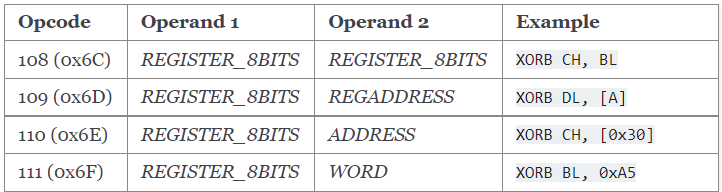 Opcode Operand 1 Operand 2 Example
108 (0x6C) REGISTER_8BITS REGISTER_8BITS XORB CH, BL
109 (0x6D) REGISTER_8BITS REGADDRESS XORB DL, [A]
110 (0x6E) REGISTER_8BITS ADDRESS XORB CH, [0x30]
111 (0x6F) REGISTER_8BITS WORD XORB BL, 0xA5